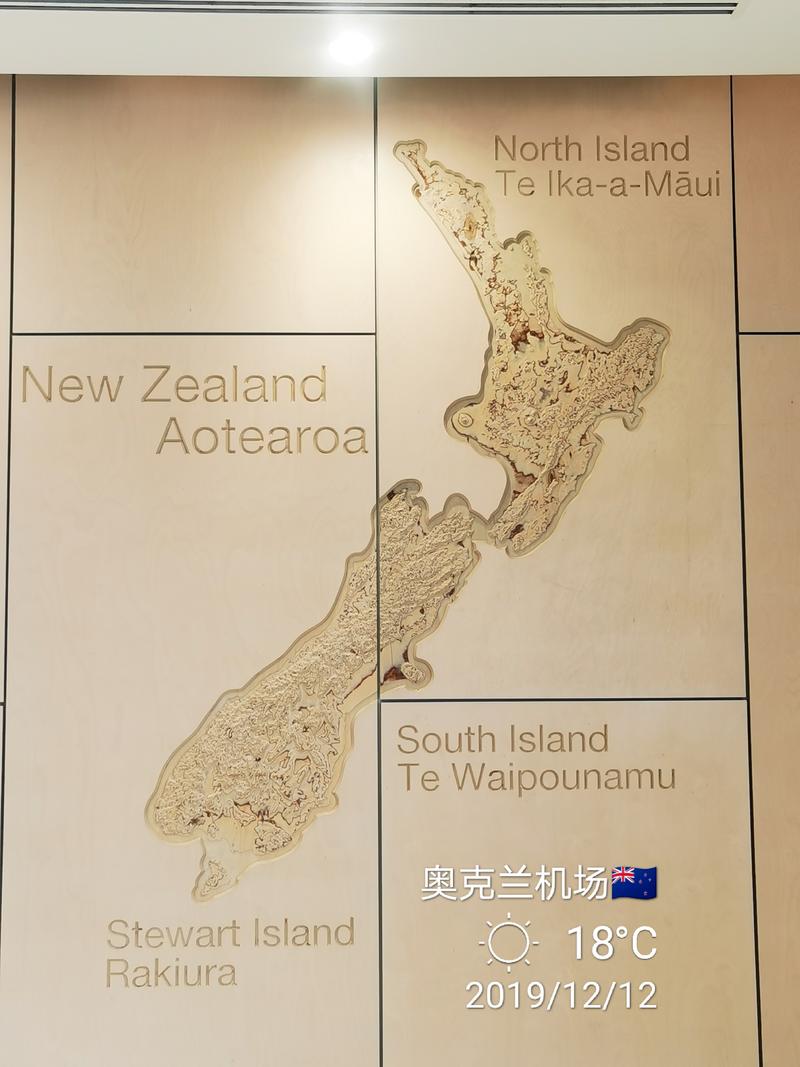 North Island
Te Ika-a-Māui
New Zealand
Aotearoa
South Island
Te Waipounamu
Stewart Island
Rakiura
奥克兰机场🇳🇿
18°C
2019/12/12